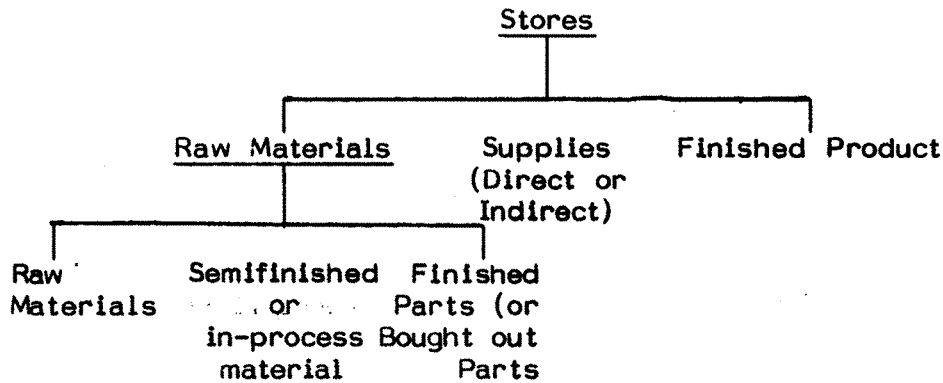 Stores
Raw Materials
Supplies
(Direct or
Indirect)
Finished Product
Raw
Materials
Semifinished
or
in-process
material
Finished
Parts (or
Bought out
Parts